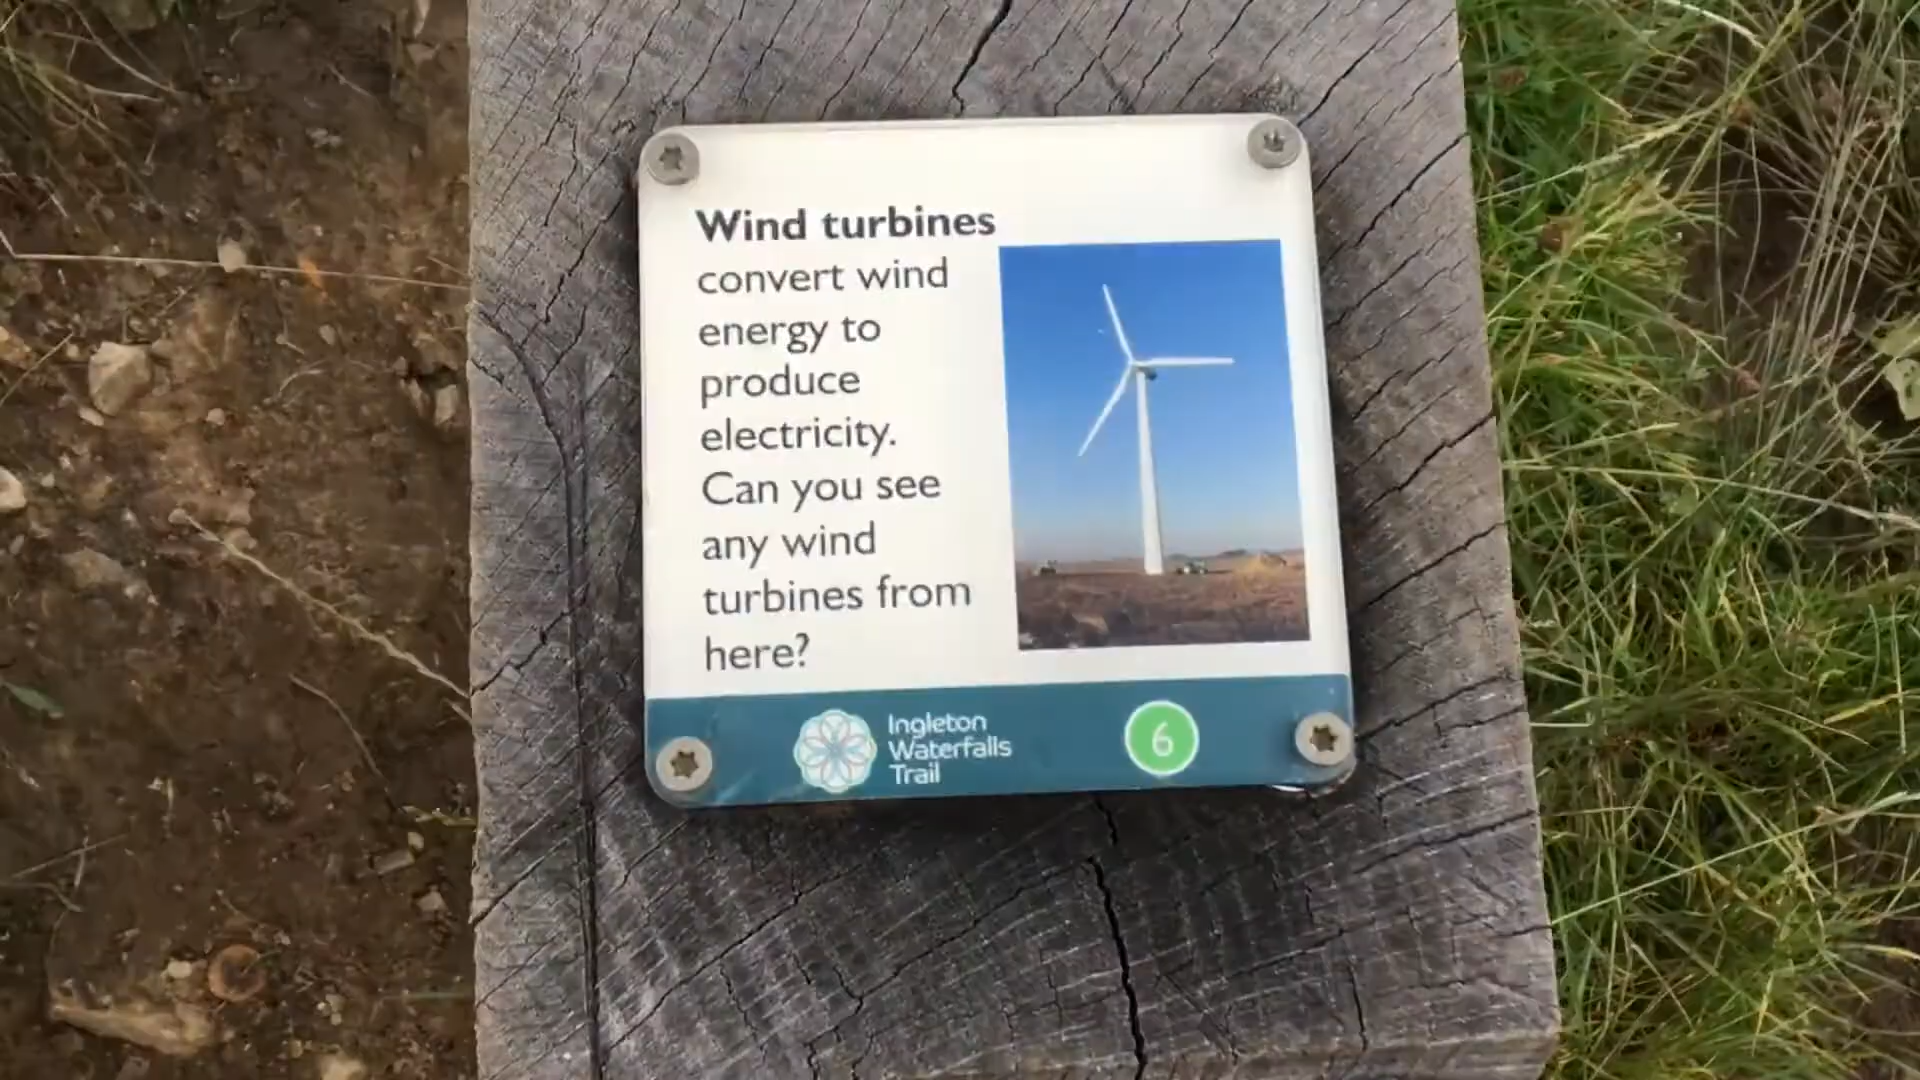 Wind turbines
convert wind
energy to
produce
electricity.
Can you see
any wind
turbines from
here?
Ingleton
Waterfalls
Trail
6